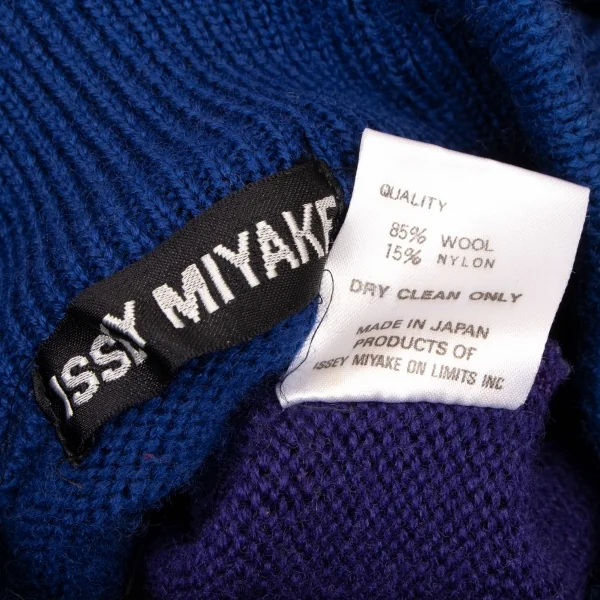 ISSEY MIYAKE
QUALITY
85% WOOL
15% NYLON
DRY CLEAN ONLY
MADE IN JAPAN
PRODUCTS OF
ISSEY MIYAKE ON LIMITS INC